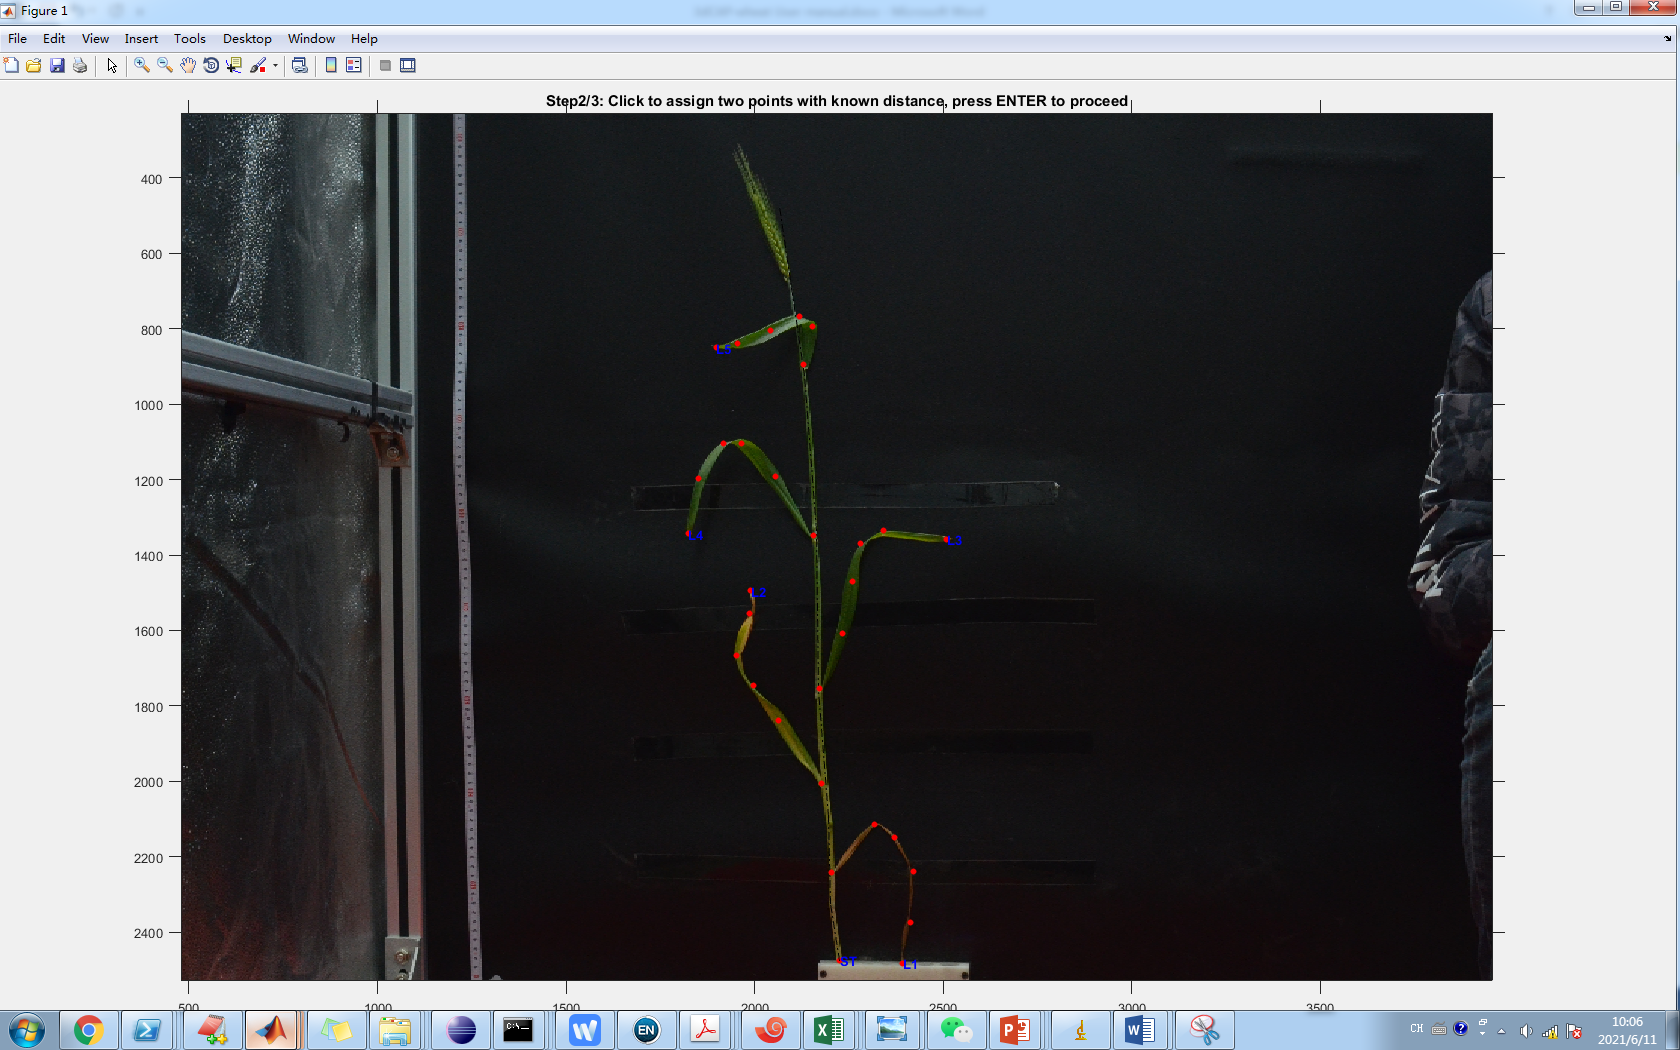 Figure 1
File Edit View Insert Tools Desktop Window Help
Step2/3: Click to assign two points with known distance, press ENTER to proceed
400
600
800
1000
1200
1400
1600
1800
2000
2200
2400
L5
L4
L3
L2
ST
L1
500 1000 1500 2000 2500 3000 3500
C:\
W
EN
CH
10:06
2021/6/11